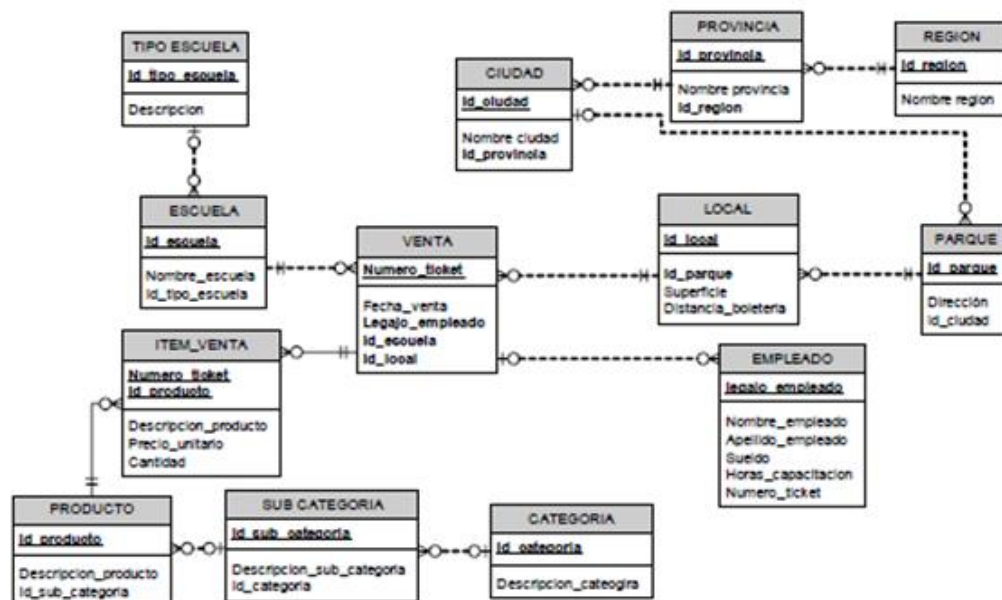 TIPO ESCUELA
Id_tipo_escuela
Descripcion
CIUDAD
Id_ciudad
Nombre ciudad
Id_provincia
PROVINCIA
Id_provincia
Nombre provincia
Id_region
REGION
Id_region
Nombre region
ESCUELA
Id_escuela
Nombre_escuela
Id_tipo_escuela
VENTA
Numero_ticket
Fecha_venta
Legajo_empleado
Id_escuela
Id_local
LOCAL
Id_local
Id_parque
Superficie
Distancia_boleteria
PARQUE
Id_parque
Dirección
Id_ciudad
ITEM_VENTA
Numero_ticket
Id_producto
Descripcion_producto
Precio_unitario
Cantidad
EMPLEADO
legajo_empleado
Nombre_empleado
Apellido_empleado
Sueldo
Horas_capacitacion
Numero_ticket
PRODUCTO
Id_producto
Descripcion_producto
Id_sub_categoria
SUB CATEGORIA
Id_sub_categoria
Descripcion_sub_categoria
Id_categoria
CATEGORIA
Id_categoria
Descripcion_cateogira